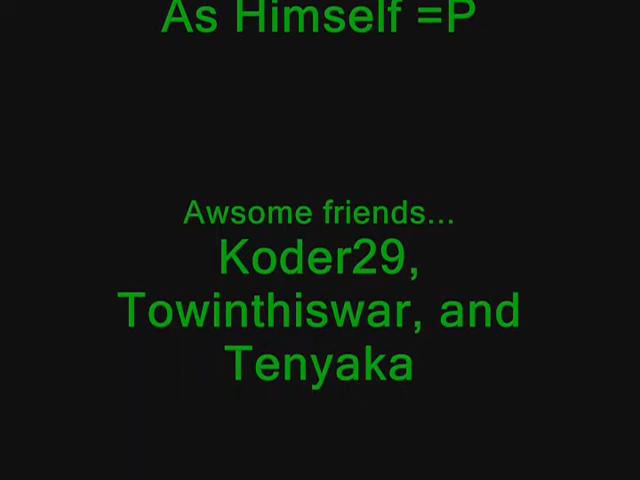 As Himself =P
Awsome friends...
Koder29,
Towinthiswar, and
Tenyaka